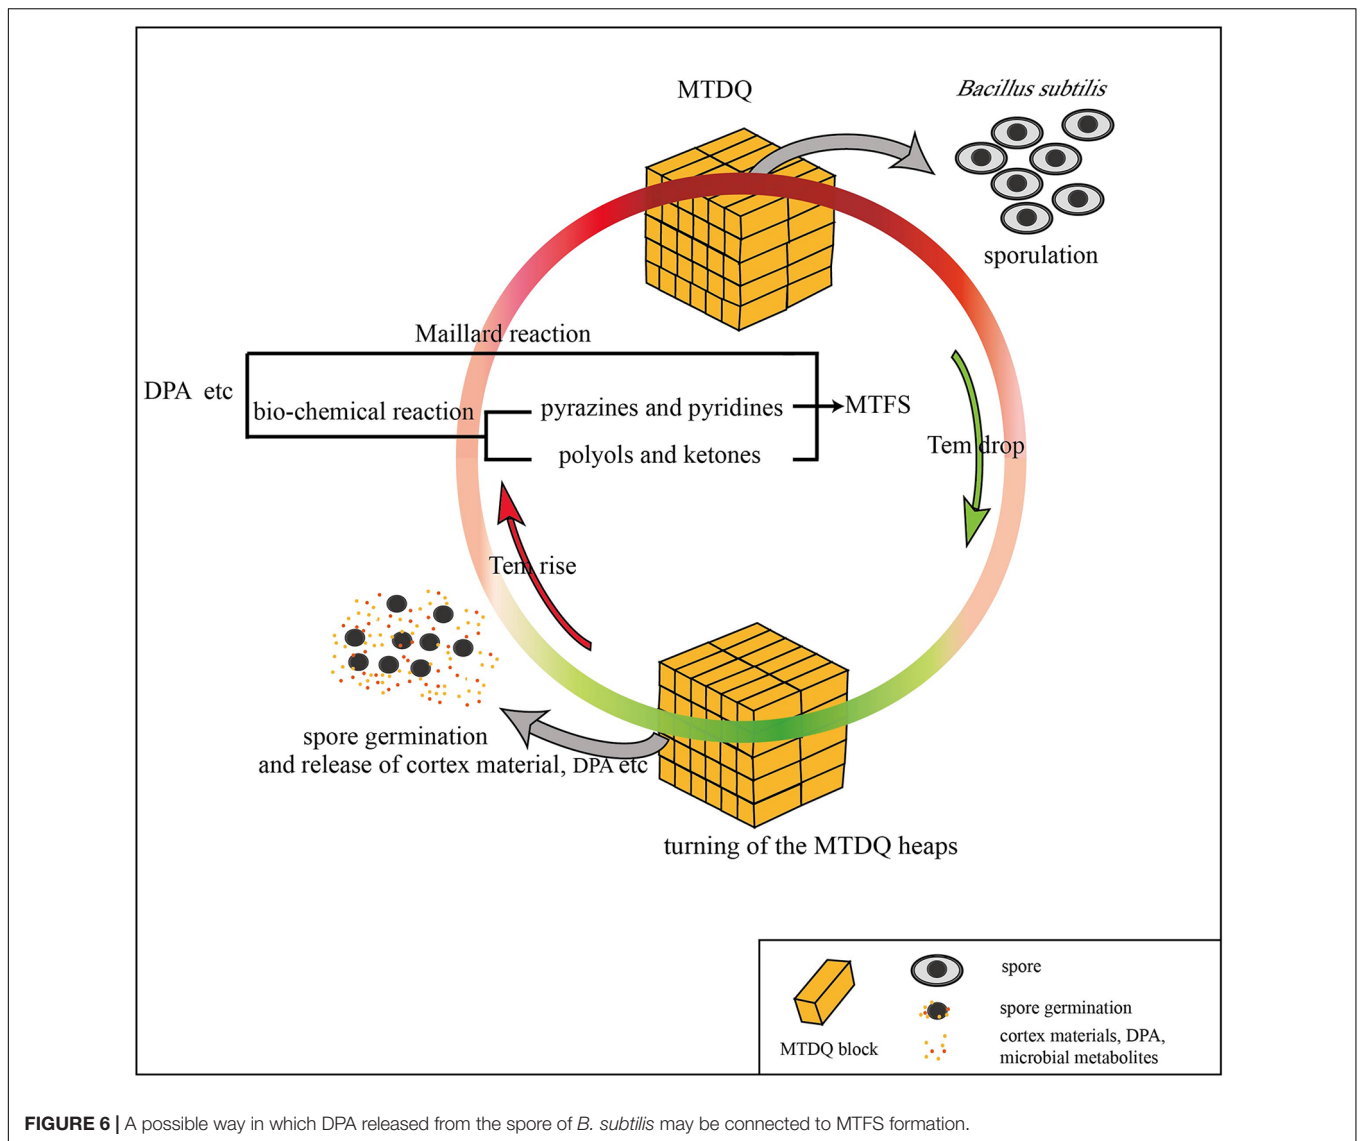 MTDQ
Bacillus subtilis
sporulation
Maillard reaction
DPA etc
bio-chemical reaction
pyrazines and pyridines
MTFS
polyols and ketones
Tem drop
Tem rise
spore germination
and release of cortex material, DPA etc
turning of the MTDQ heaps
spore
spore germination
cortex materials, DPA,
microbial metabolites
MTDQ block
FIGURE 6 | A possible way in which DPA released from the spore of B. subtilis may be connected to MTFS formation.